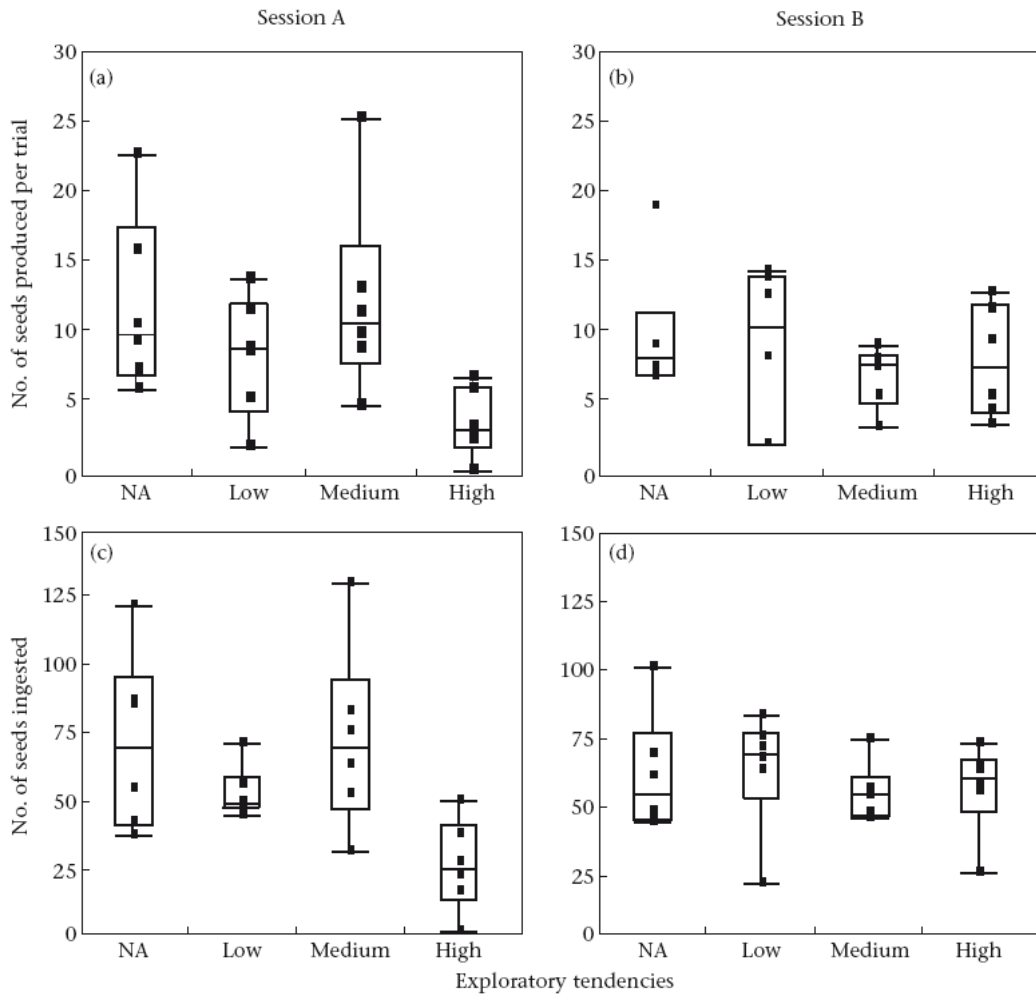 Session A
Session B
No. of seeds produced per trial
(a)
30
25
20
15
10
5
0
NA Low Medium High
(b)
30
25
20
15
10
5
0
NA Low Medium High
No. of seeds ingested
(c)
150
125
100
75
50
25
0
NA Low Medium High
(d)
150
125
100
75
50
25
0
NA Low Medium High
Exploratory tendencies